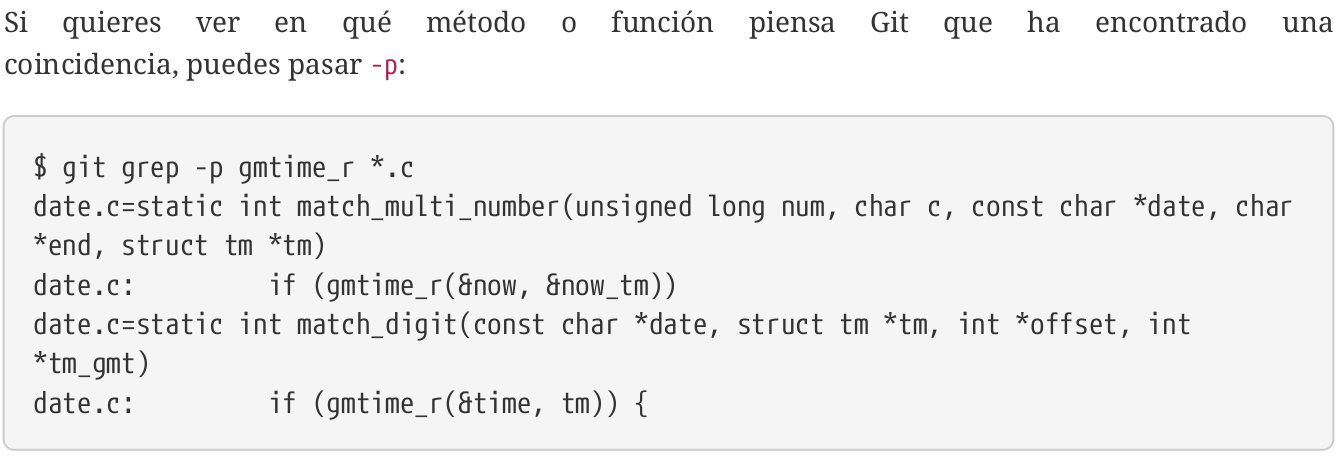 Si quieres ver en qué método o función piensa Git que ha encontrado una
coincidencia, puedes pasar -p:
$ git grep -p gmtime_r *.c
date.c=static int match_multi_number(unsigned long num, char c, const char *date, char
*end, struct tm *tm)
date.c:         if (gmtime_r(&now, &now_tm))
date.c=static int match_digit(const char *date, struct tm *tm, int *offset, int
*tm_gmt)
date.c:         if (gmtime_r(&time, tm)) {